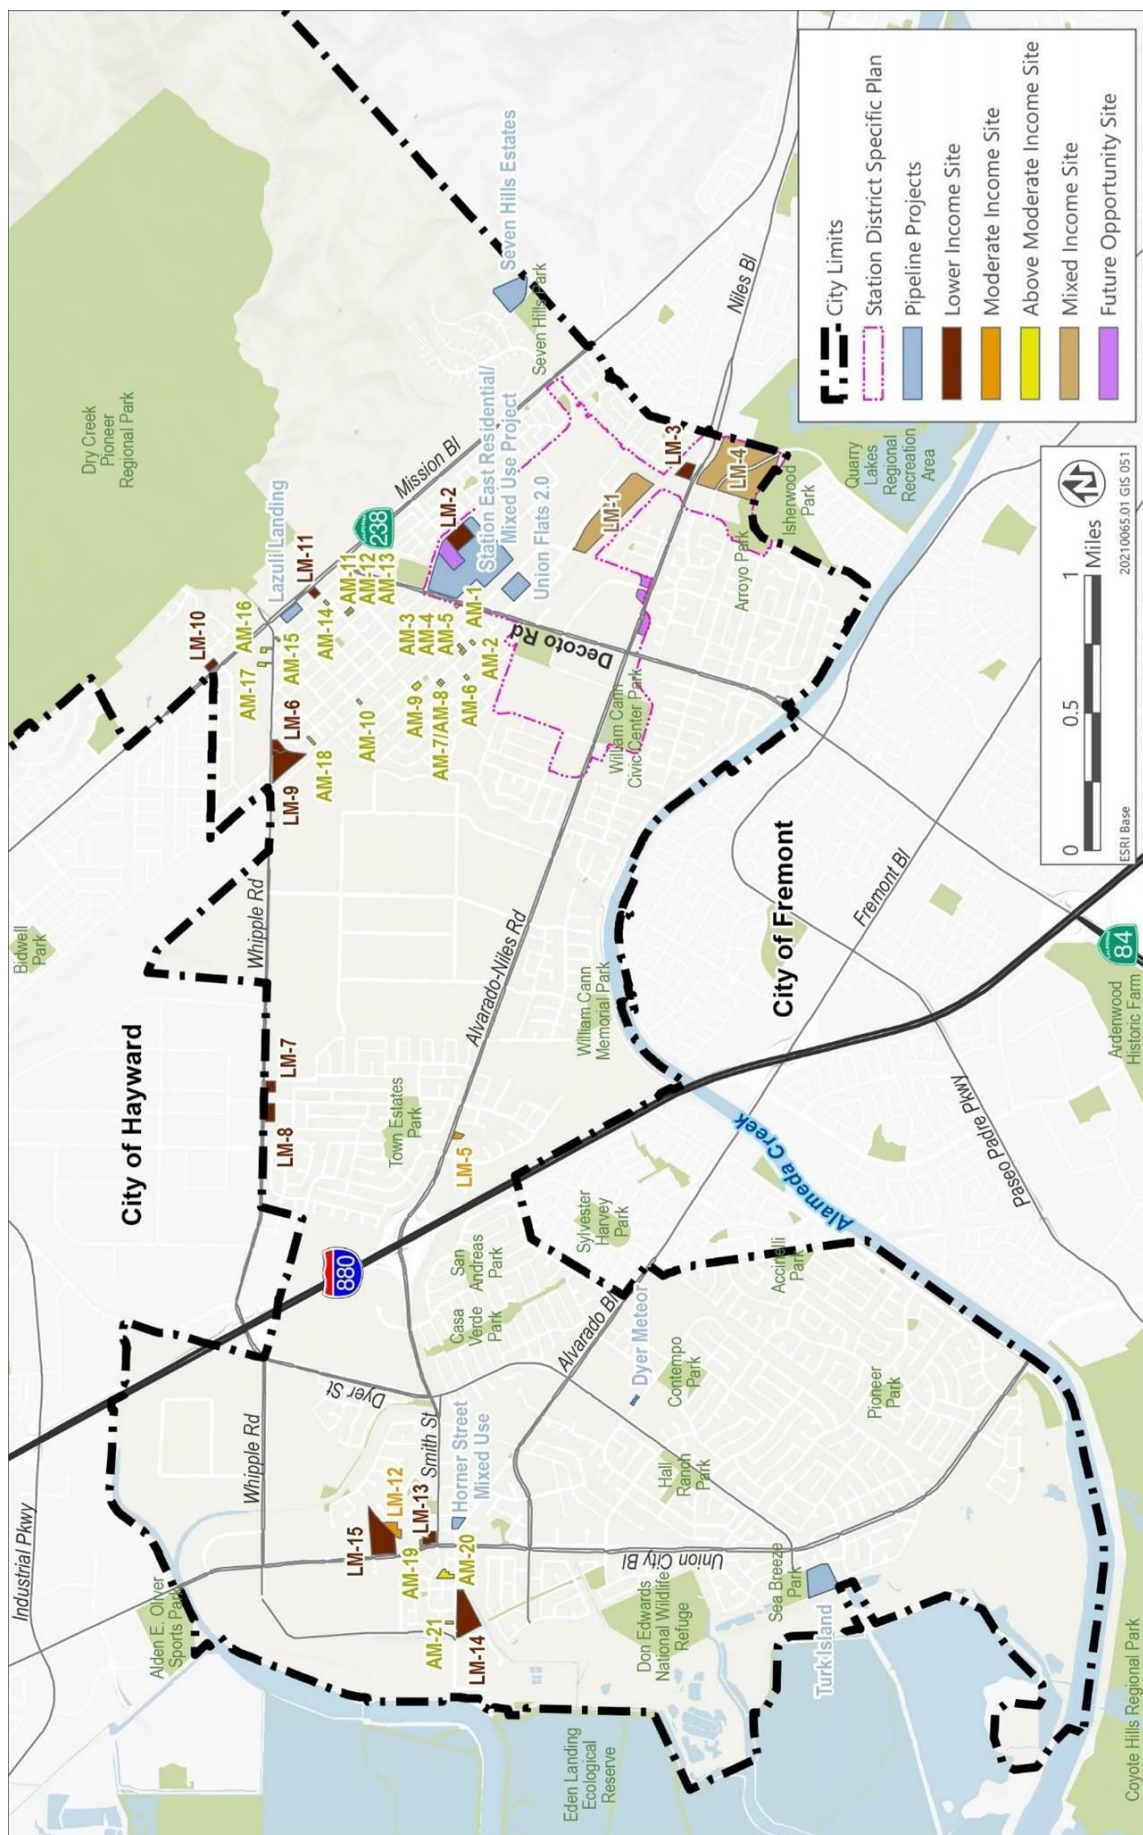 Dry Creek
Pioneer
Regional Park
Seven Hills Estates
Seven Hills Park
Mission Bl
Niles Bl
Lazuli Landing
238
LM-2
Station East Residential/
Mixed Use Project
Union Flats 2.0
LM-3
LM-1
LM-4
Isherwood
Park
Quarry
Lakes
Regional
Recreation
Area
Arroyo Park
LM-10
LM-11
AM-17
AM-16
AM-15
AM-14
AM-11
AM-12
AM-13
AM-3
AM-4
AM-5
AM-1
AM-2
AM-6
AM-9
AM-7/AM-8
AM-10
AM-18
LM-6
LM-9
Decoto Rd
William Cann
Civic Center Park
Bidwell
Park
Whipple Rd
Alvarado-Niles Rd
City of Hayward
LM-7
LM-8
Town Estates
Park
LM-5
William Cann
Memorial Park
City of Fremont
Fremont Bl
84
Ardenwood
Historic Farm
Paseo Padre Pkwy
Alameda Creek
880
San
Andreas
Park
Casa
Verde
Park
Sylvester
Harvey
Park
Accinelli
Park
Alvarado Bl
Dyer Meteor
Contempo
Park
Pioneer
Park
Dyer St
Whipple Rd
Smith St
Horner Street
Mixed Use
Hall
Ranch
Park
Industrial Pkwy
LM-15
LM-12
LM-13
AM-19
AM-20
AM-21
LM-14
Union City Bl
Alden E. Oliver
Sports Park
Don Edwards
National Wildlife
Refuge
Sea Breeze
Park
Turk Island
Eden Landing
Ecological
Reserve
Coyote Hills Regional Park
City Limits
Station District Specific Plan
Pipeline Projects
Lower Income Site
Moderate Income Site
Above Moderate Income Site
Mixed Income Site
Future Opportunity Site
N
0 0.5 1
Miles
ESRI Base
20210065.01 GIS 051